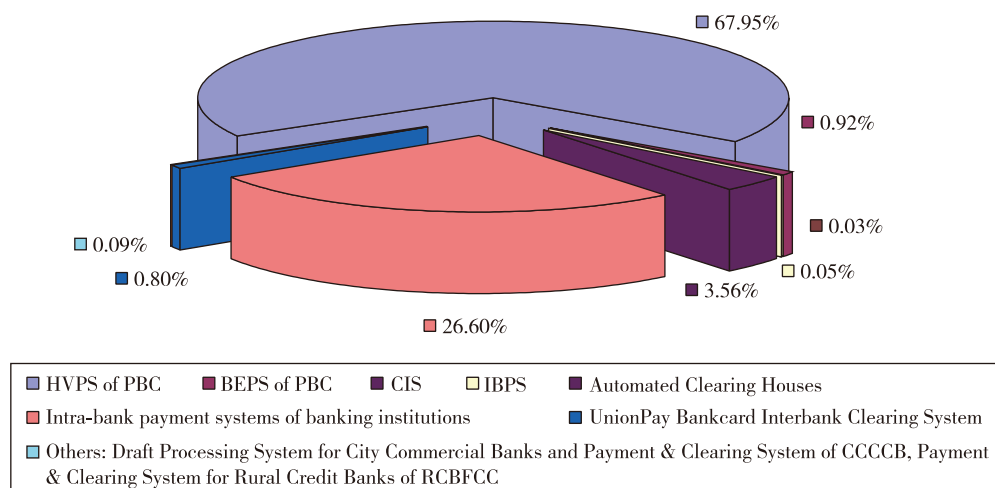 67.95%
0.92%
0.03%
0.09%
0.05%
0.80%
3.56%
26.60%
HVPS of PBC BEPS of PBC CIS IBPS Automated Clearing Houses
Intra-bank payment systems of banking institutions UnionPay Bankcard Interbank Clearing System
Others: Draft Processing System for City Commercial Banks and Payment & Clearing System of CCCCB, Payment
& Clearing System for Rural Credit Banks of RCBFCC